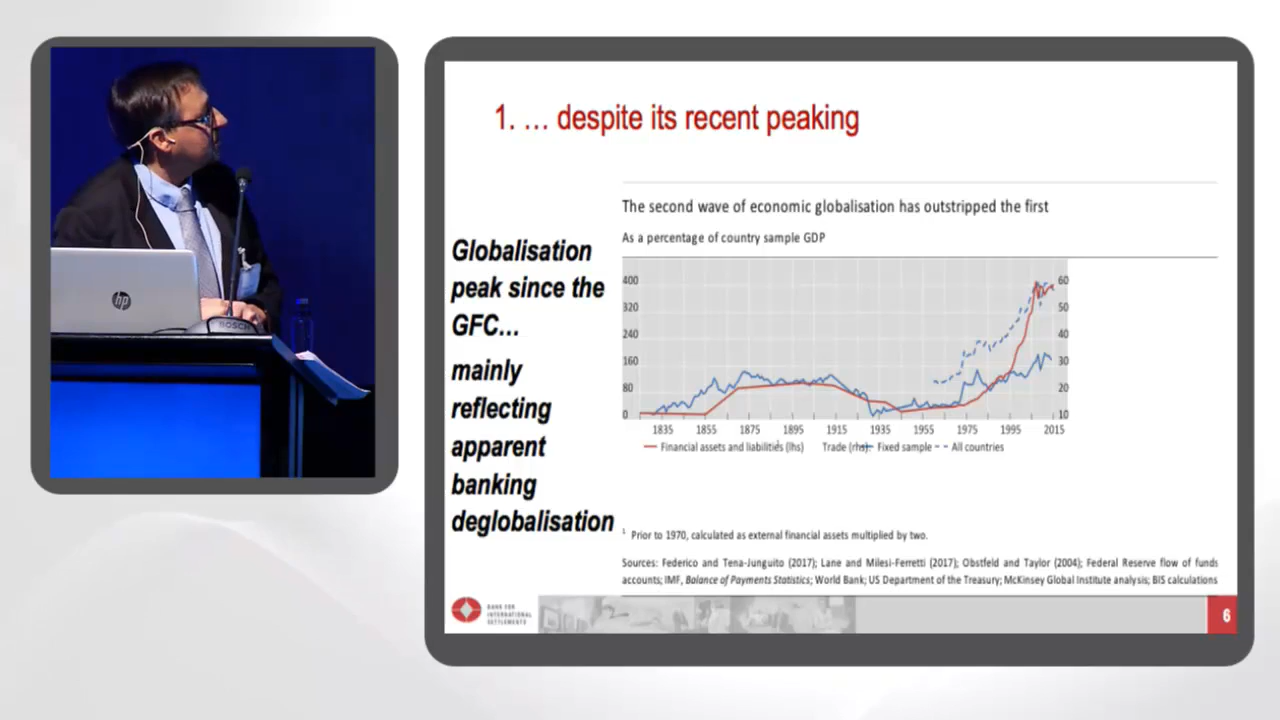 hp
BOSCH
1. … despite its recent peaking
Globalisation
peak since the
GFC…
mainly
reflecting
apparent
banking
deglobalisation
The second wave of economic globalisation has outstripped the first
As a percentage of country sample GDP
400
320
240
160
80
0
60
50
40
30
20
10
1835 1855 1875 1895 1915 1935 1955 1975 1995 2015
Financial assets and liabilities (lhs) Trade (rhs): Fixed sample All countries
1 Prior to 1970, calculated as external financial assets multiplied by two.
Sources: Federico and Tena-Junguito (2017); Lane and Milesi-Ferretti (2017); Obstfeld and Taylor (2004); Federal Reserve flow of funds
accounts; IMF, Balance of Payments Statistics; World Bank; US Department of the Treasury; McKinsey Global Institute analysis; BIS calculations
BANK FOR
INTERNATIONAL
SETTLEMENTS
6